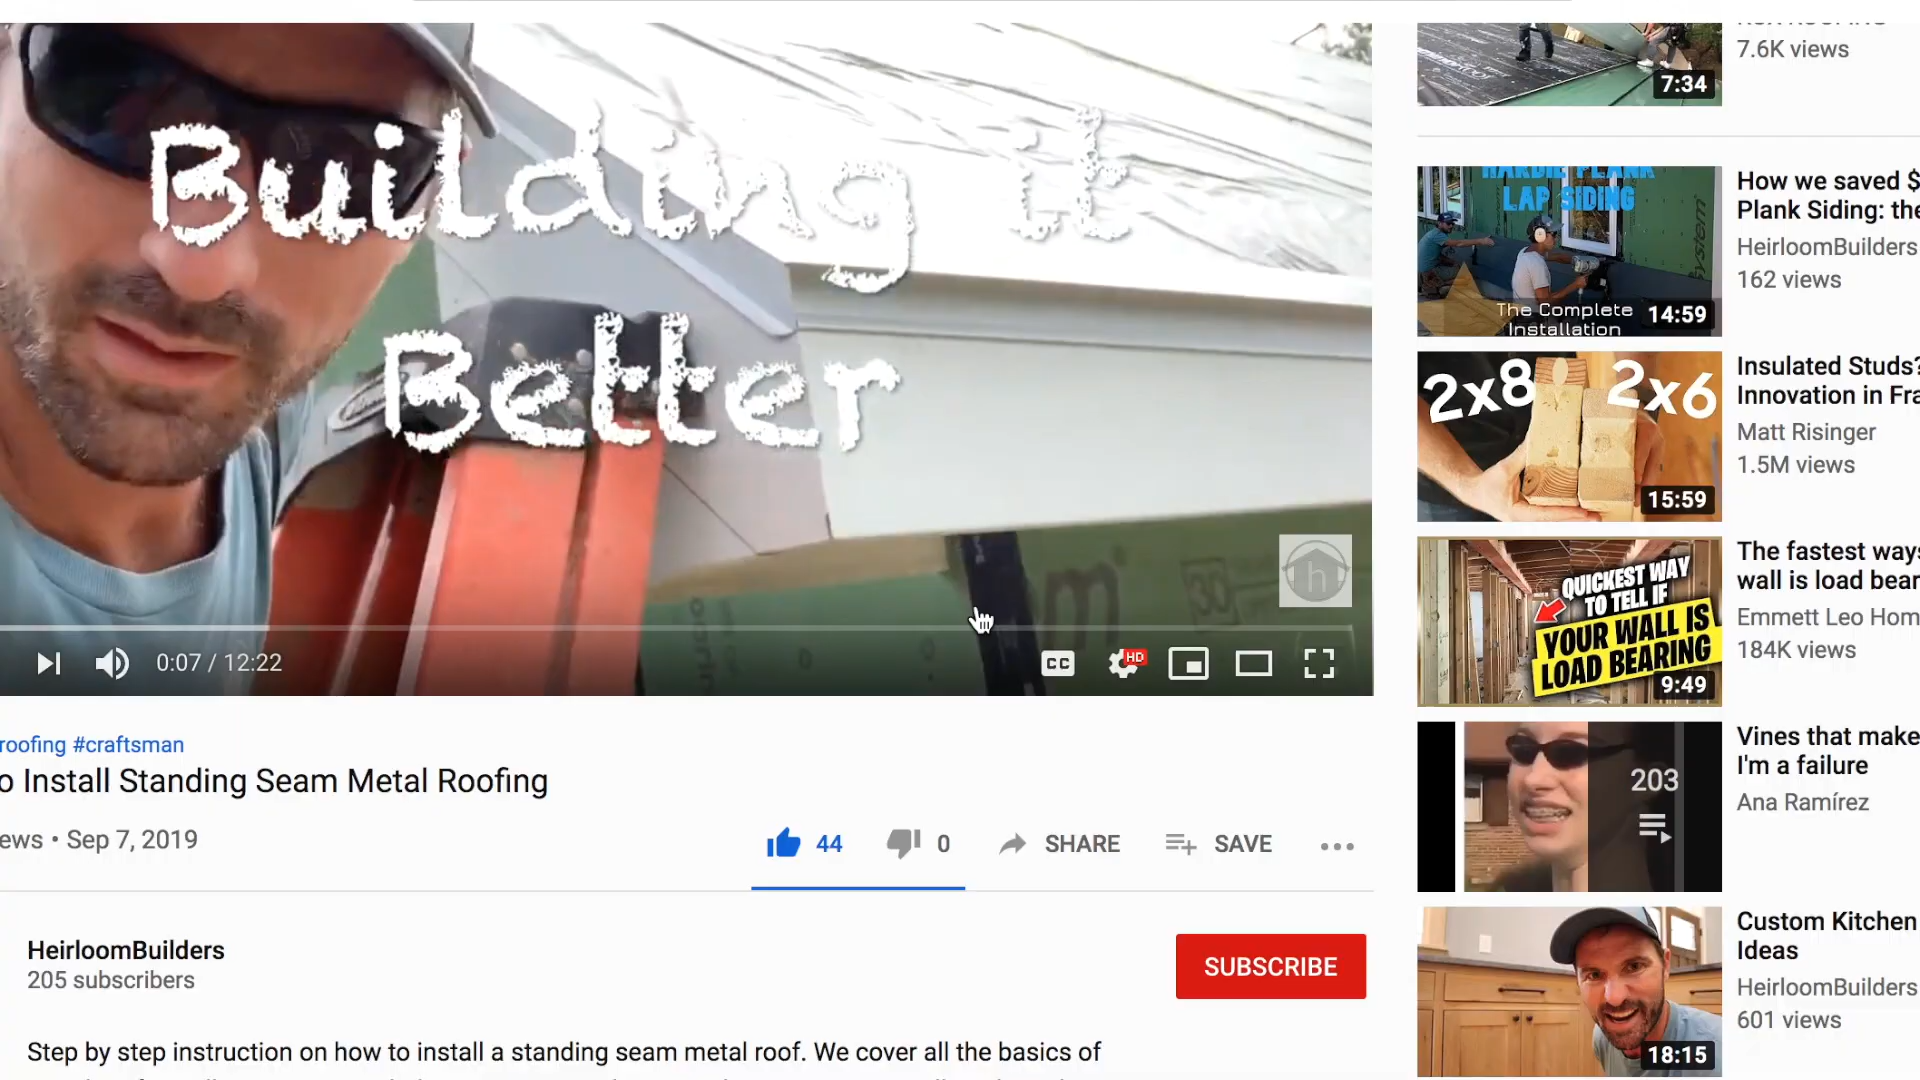 Building it
Better
0:07 / 12:22
CC
HD
roofing #craftsman
o Install Standing Seam Metal Roofing
ews • Sep 7, 2019
44
0
SHARE
SAVE
HeirloomBuilders
205 subscribers
SUBSCRIBE
Step by step instruction on how to install a standing seam metal roof. We cover all the basics of
7.6K views
7:34
HARDIE PLANK
LAP SIDING
system
The Complete
Installation
14:59
How we saved $
Plank Siding: the
HeirloomBuilders
162 views
2x8
2x6
15:59
Insulated Studs?
Innovation in Fra
Matt Risinger
1.5M views
QUICKEST WAY
TO TELL IF
YOUR WALL IS
LOAD BEARING
9:49
The fastest ways
wall is load bear
Emmett Leo Hom
184K views
203
Vines that make
I'm a failure
Ana Ramírez
18:15
Custom Kitchen
Ideas
HeirloomBuilders
601 views
h
m
30